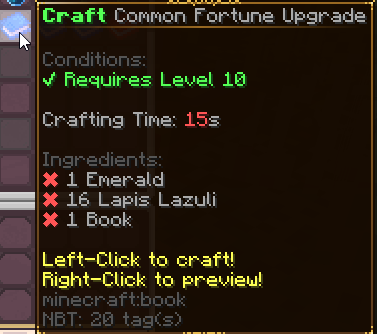 Craft Common Fortune Upgrade
Conditions:
✓ Requires Level 10
Crafting Time: 15s
Ingredients:
✖ 1 Emerald
✖ 16 Lapis Lazuli
✖ 1 Book
Left-Click to craft!
Right-Click to preview!
minecraft:book
NBT: 20 tag(s)